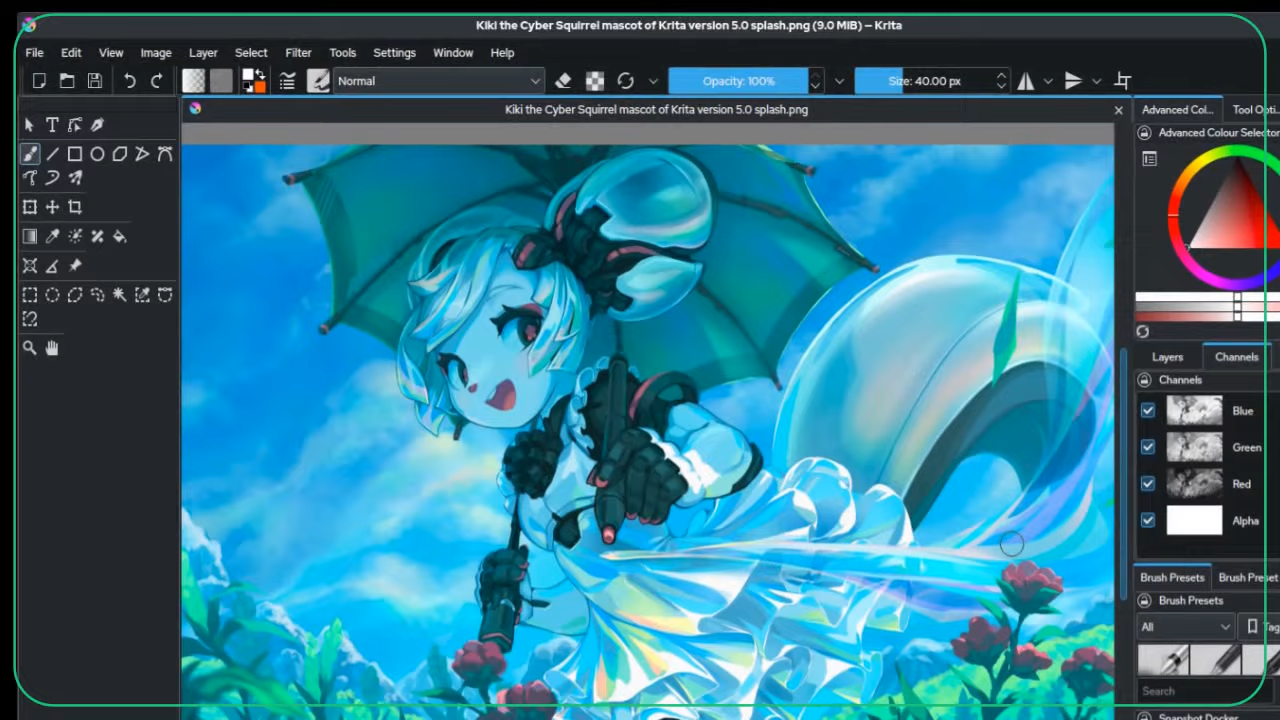 Kiki the Cyber Squirrel mascot of Krita version 5.0 splash.png (9.0 MiB) – Krita
File Edit View Image Layer Select Filter Tools Settings Window Help
Normal Opacity: 100% Size: 40.00 px
Kiki the Cyber Squirrel mascot of Krita version 5.0 splash.png
Advanced Col... Tool Opti...
Advanced Colour Selector
Layers Channels
Channels
Blue
Green
Red
Alpha
Brush Presets Brush Preset
Brush Presets
All Tag
Search
Snapshot Docker